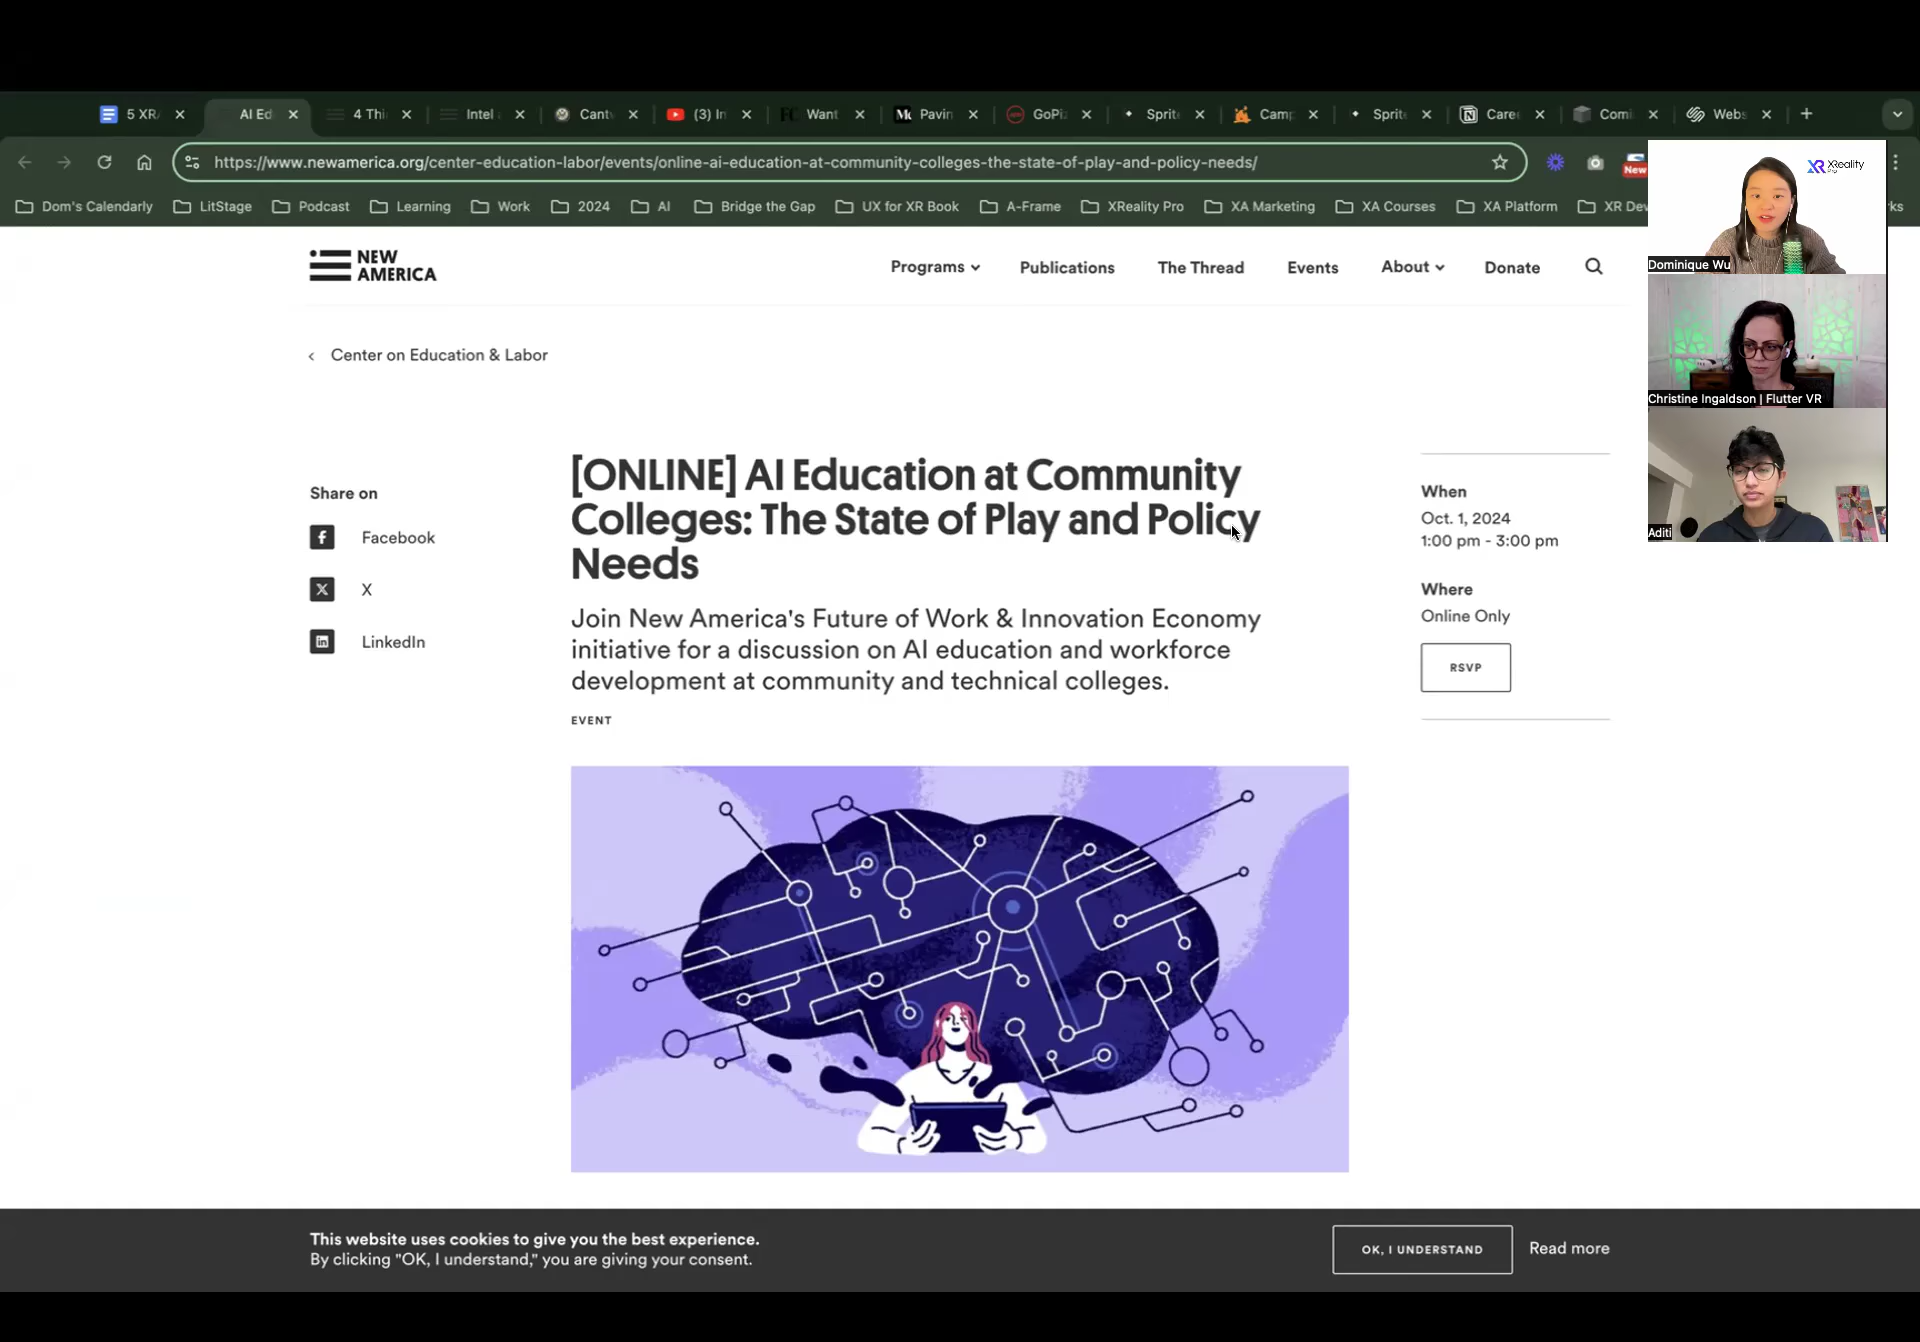 5 XRA
AI Ed
4 Thi
Intel
Cant
(3) In
Want
Pavin
GoPi
Sprite
Camp
Sprite
Care
Comi
Webs
https://www.newamerica.org/center-education-labor/events/online-ai-education-at-community-colleges-the-state-of-play-and-policy-needs/
New
Dom's Calendarly
LitStage
Podcast
Learning
Work
2024
AI
Bridge the Gap
UX for XR Book
A-Frame
XReality Pro
XA Marketing
XA Courses
XA Platform
XR Dev
ks
XReality
Dominique Wu
Christine Ingaldson | Flutter VR
Aditi
NEW
AMERICA
Programs
Publications
The Thread
Events
About
Donate
Center on Education & Labor
Share on
Facebook
X
LinkedIn
[ONLINE] AI Education at Community
Colleges: The State of Play and Policy
Needs
Join New America's Future of Work & Innovation Economy
initiative for a discussion on AI education and workforce
development at community and technical colleges.
EVENT
When
Oct. 1, 2024
1:00 pm - 3:00 pm
Where
Online Only
RSVP
This website uses cookies to give you the best experience.
By clicking "OK, I understand," you are giving your consent.
OK, I UNDERSTAND
Read more